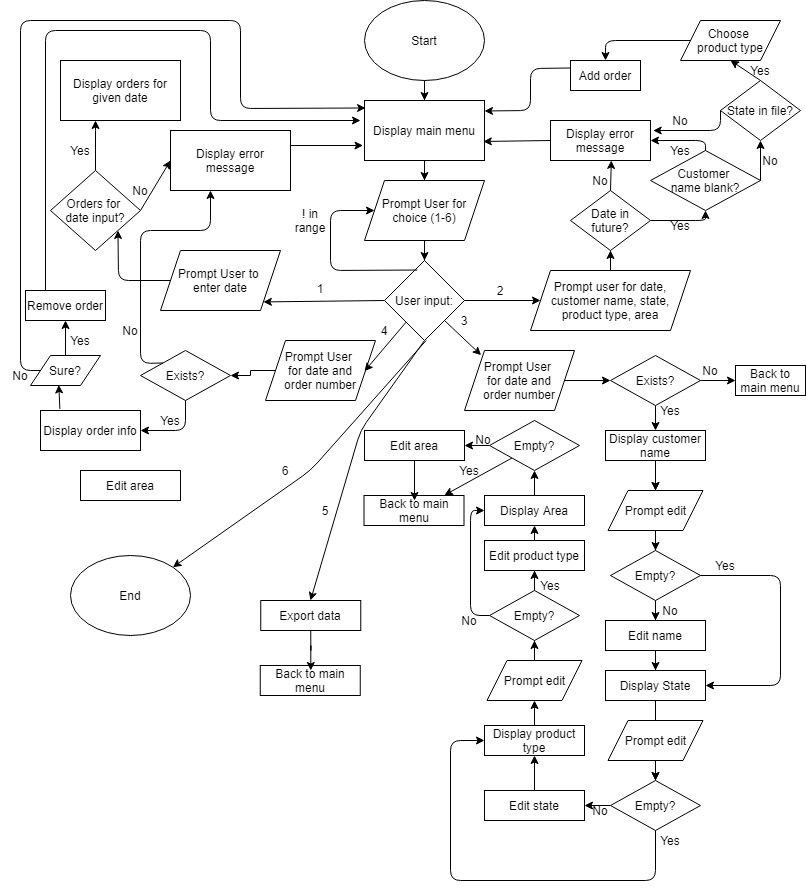 Start
Choose
product type
Yes
Add order
Display orders for
given date
Display main menu
State in file?
No
Display error
message
Display error
message
Yes
Yes
No
Customer
name blank?
No
No
Orders for
date input?
Prompt User for
choice (1-6)
! in
range
Date in
future?
Yes
Prompt User to
enter date
1
User input:
2
Prompt user for date,
customer name, state,
product type, area
Remove order
No
4
3
Yes
Sure?
No
Exists?
Prompt User
for date and
order number
Prompt User
for date and
order number
Exists?
No
Back to
main menu
Yes
Display order info
Yes
Display customer
name
Edit area
No
Empty?
6
Yes
Edit area
Back to main
menu
Display Area
Prompt edit
5
Edit product type
Yes
Empty?
Yes
End
Export data
No
Empty?
No
Edit name
Back to main
menu
Prompt edit
Display State
Display product
type
Prompt edit
Edit state
No
Empty?
Yes